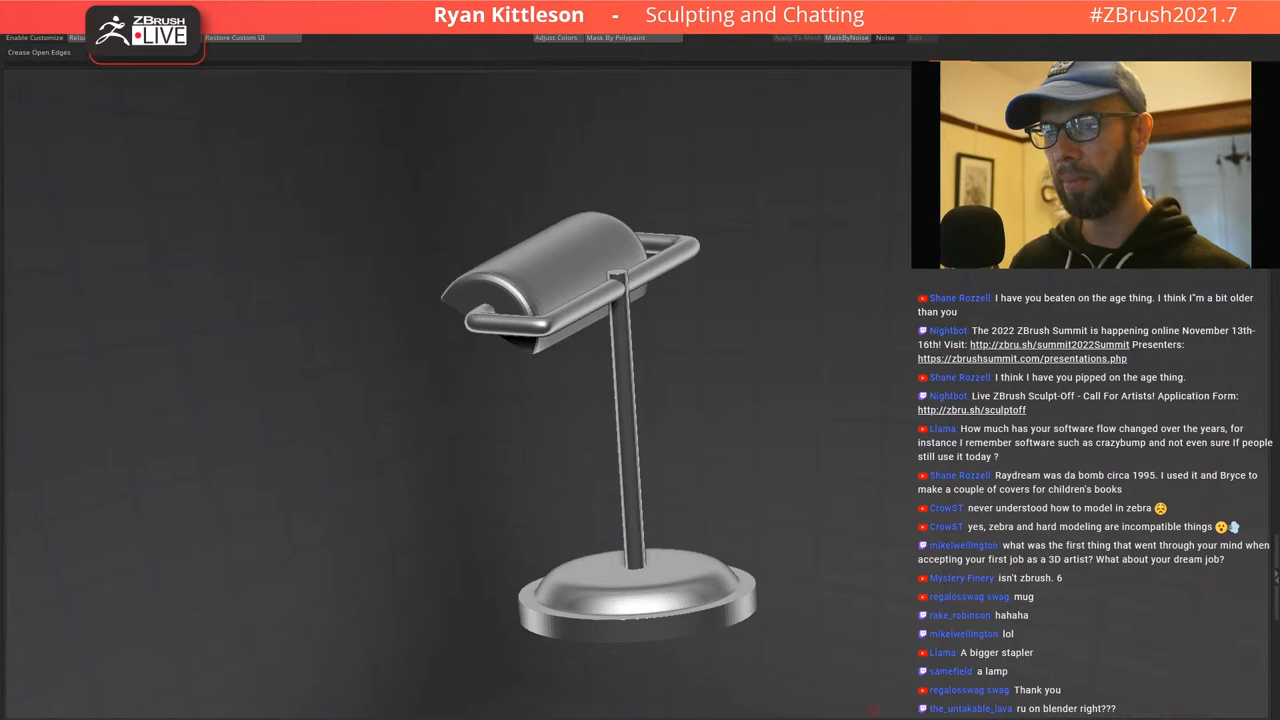 Ryan Kittleson - Sculpting and Chatting #ZBrush2021.7
ZBRUSH
LIVE
Enable Customize Reloa Restore Custom UI Adjust Colors Mask By Polypaint Apply To Mesh MaskByNoise Noise Edit
Crease Open Edges
Shane Rozzell I have you beaten on the age thing. I think I"m a bit older
than you
Nightbot The 2022 ZBrush Summit is happening online November 13th-
16th! Visit: http://zbru.sh/summit2022Summit Presenters:
https://zbrushsummit.com/presentations.php
Shane Rozzell I think I have you pipped on the age thing.
Nightbot Live ZBrush Sculpt-Off - Call For Artists! Application Form:
http://zbru.sh/sculptoff
Llama How much has your software flow changed over the years, for
instance I remember software such as crazybump and not even sure If people
still use it today ?
Shane Rozzell Raydream was da bomb circa 1995. I used it and Bryce to
make a couple of covers for children's books
CrowST never understood how to model in zebra 😥
CrowST yes, zebra and hard modeling are incompatible things 😮💨
mikelwellington what was the first thing that went through your mind when
accepting your first job as a 3D artist? What about your dream job?
Mystery Finery isn't zbrush. 6
regalosswag swag mug
rake_robinson hahaha
mikelwellington lol
Llama A bigger stapler
samefield a lamp
regalosswag swag Thank you
the_untakable_lava ru on blender right???